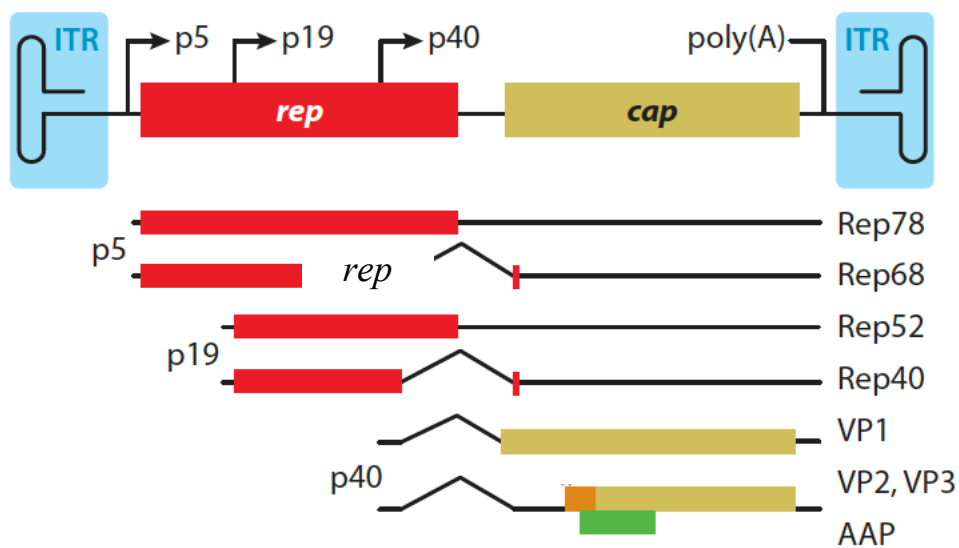 ITR p5 p19 p40 poly(A) ITR
rep cap
Rep78
p5
rep Rep68
Rep52
p19
Rep40
VP1
p40
VP2, VP3
AAP